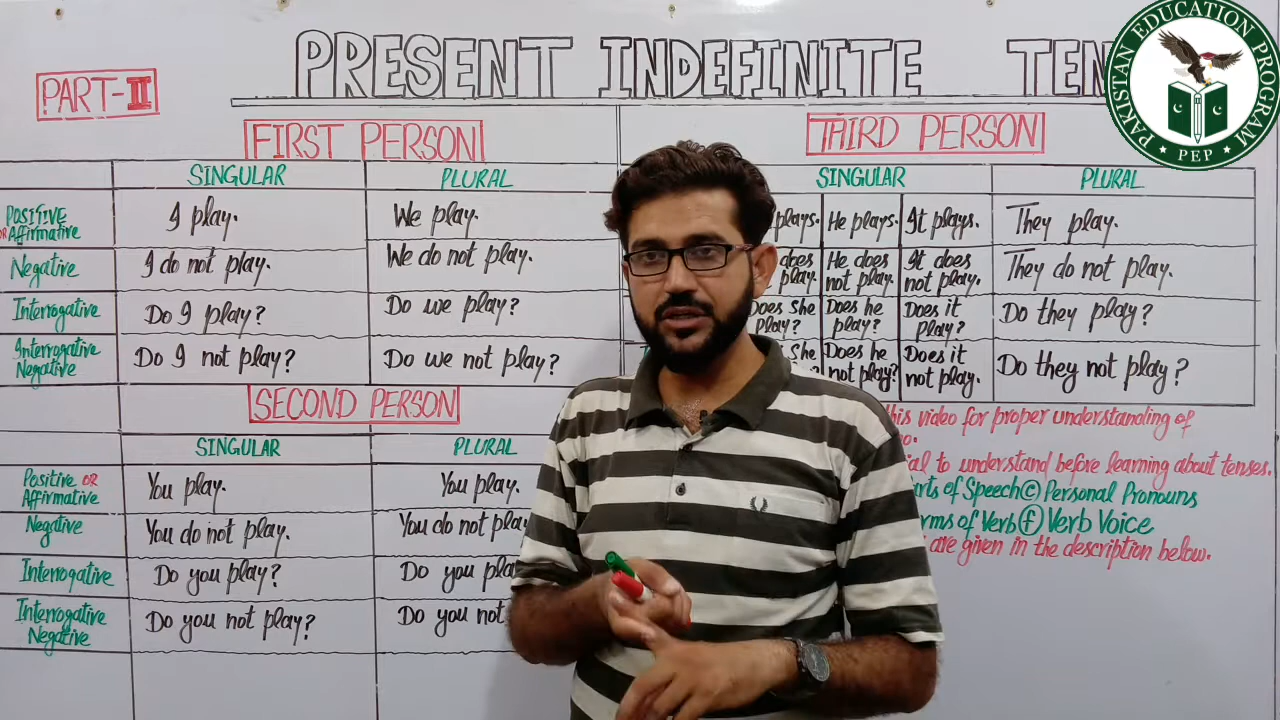 PRESENT INDEFINITE TEN
PART-II
PAKISTAN EDUCATION PROGRAM
PEP
FIRST PERSON
SINGULAR PLURAL
POSITIVE OR Affirmative I play. We play.
Negative I do not play. We do not play.
Interrogative Do I play? Do we play?
Interrogative Negative Do I not play? Do we not play?
THIRD PERSON
SINGULAR PLURAL
plays. He plays. It plays. They play.
does play. He does not play. It does not play. They do not play.
Does She Play? Does he play? Does it Play? Do they play?
She Does he not play? Does it not play. Do they not play?
SECOND PERSON
SINGULAR PLURAL
Positive OR Affirmative You play. You play.
Negative You do not play. You do not play
Interrogative Do you play? Do you pla
Interrogative Negative Do you not play? Do you not
this video for proper understanding of
to understand before learning about tenses.
of Speech (c) Personal Pronouns
of Verb (f) Verb Voice
are given in the description below.